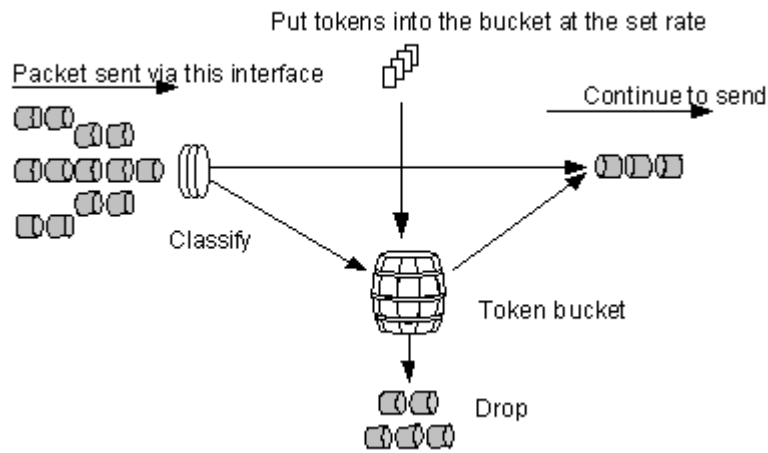 Put tokens into the bucket at the set rate
Packet sent via this interface
Continue to send
Classify
Token bucket
Drop